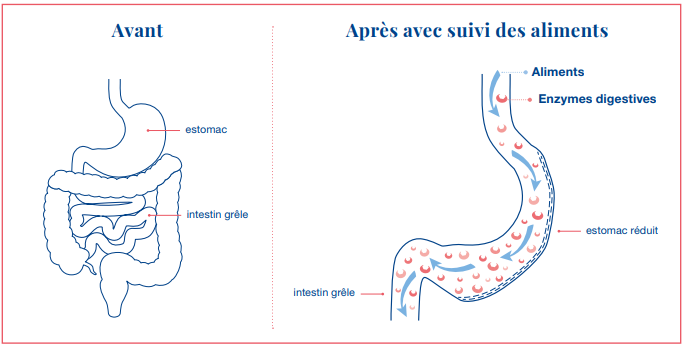 Avant
estomac
intestin grêle
Après avec suivi des aliments
Aliments
Enzymes digestives
estomac réduit
intestin grêle